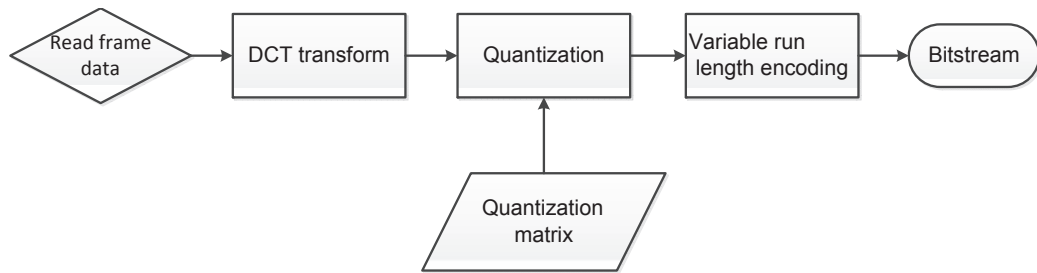 Read frame
data
DCT transform
Quantization
Variable run
length encoding
Bitstream
Quantization
matrix